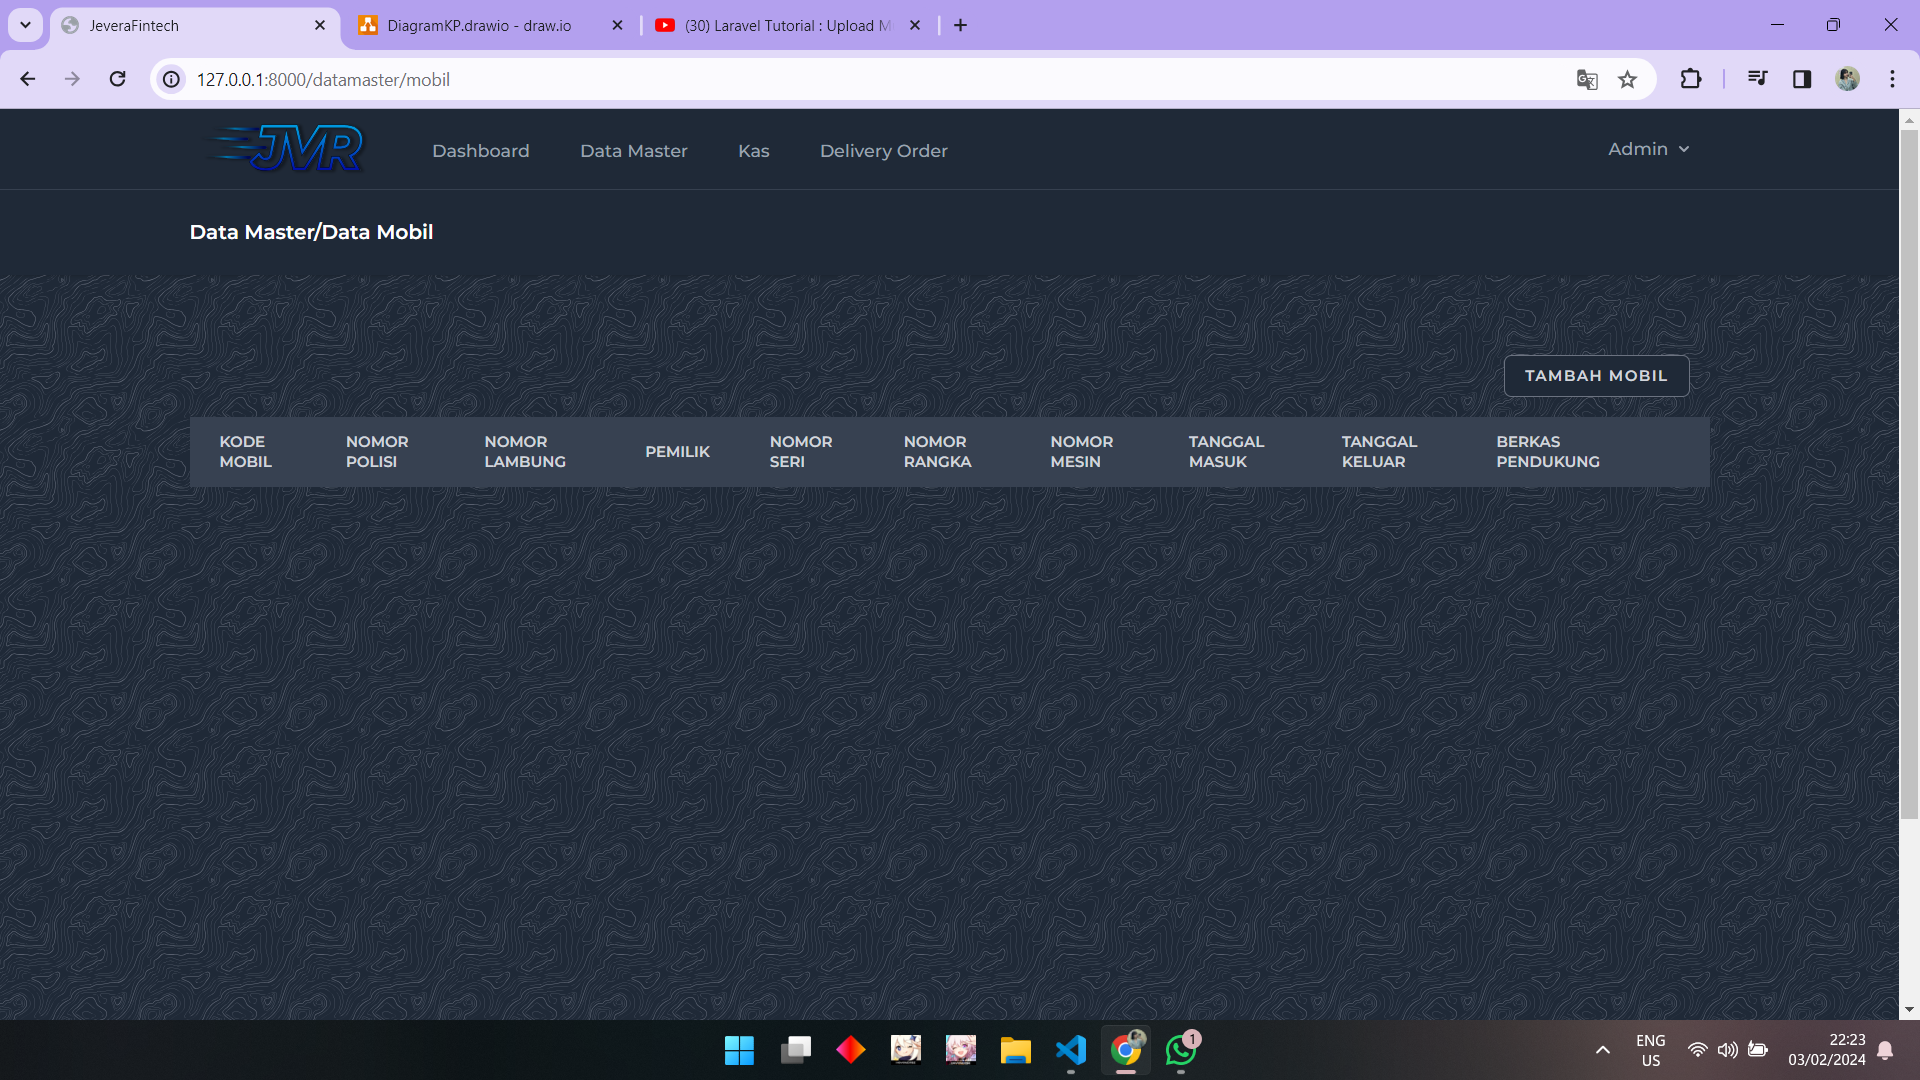 JeveraFintech
DiagramKP.drawio - draw.io
(30) Laravel Tutorial : Upload M
127.0.0.1:8000/datamaster/mobil
JVR
Dashboard
Data Master
Kas
Delivery Order
Admin
Data Master/Data Mobil
TAMBAH MOBIL
KODE
MOBIL
NOMOR
POLISI
NOMOR
LAMBUNG
PEMILIK
NOMOR
SERI
NOMOR
RANGKA
NOMOR
MESIN
TANGGAL
MASUK
TANGGAL
KELUAR
BERKAS
PENDUKUNG
1
ENG
US
22:23
03/02/2024